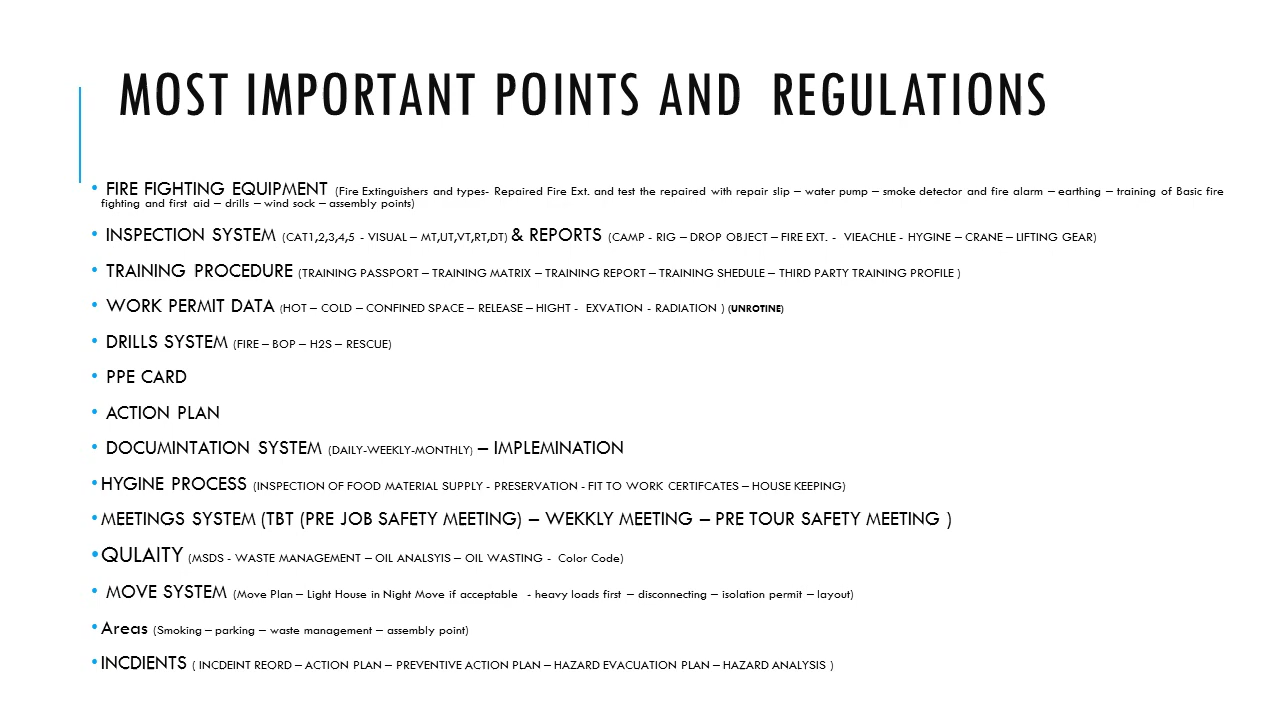 MOST IMPORTANT POINTS AND REGULATIONS
• FIRE FIGHTING EQUIPMENT (Fire Extinguishers and types- Repaired Fire Ext. and test the repaired with repair slip – water pump – smoke detector and fire alarm – earthing – training of Basic fire
fighting and first aid – drills – wind sock – assembly points)
• INSPECTION SYSTEM (CAT1,2,3,4,5 - VISUAL – MT,UT,VT,RT,DT) & REPORTS (CAMP - RIG – DROP OBJECT – FIRE EXT. - VIEACHLE - HYGINE – CRANE – LIFTING GEAR)
• TRAINING PROCEDURE (TRAINING PASSPORT – TRAINING MATRIX – TRAINING REPORT – TRAINING SHEDULE – THIRD PARTY TRAINING PROFILE )
• WORK PERMIT DATA (HOT – COLD – CONFINED SPACE – RELEASE – HIGHT - EXVATION - RADIATION ) (UNROTINE)
• DRILLS SYSTEM (FIRE – BOP – H2S – RESCUE)
• PPE CARD
• ACTION PLAN
• DOCUMINTATION SYSTEM (DAILY-WEEKLY-MONTHLY) – IMPLEMINATION
•HYGINE PROCESS (INSPECTION OF FOOD MATERIAL SUPPLY - PRESERVATION - FIT TO WORK CERTIFCATES – HOUSE KEEPING)
•MEETINGS SYSTEM (TBT (PRE JOB SAFETY MEETING) – WEKKLY MEETING – PRE TOUR SAFETY MEETING )
•QULAITY (MSDS - WASTE MANAGEMENT – OIL ANALSYIS – OIL WASTING - Color Code)
• MOVE SYSTEM (Move Plan – Light House in Night Move if acceptable - heavy loads first – disconnecting – isolation permit – layout)
•Areas (Smoking – parking – waste management – assembly point)
•INCDIENTS ( INCDEINT REORD – ACTION PLAN – PREVENTIVE ACTION PLAN – HAZARD EVACUATION PLAN – HAZARD ANALYSIS )